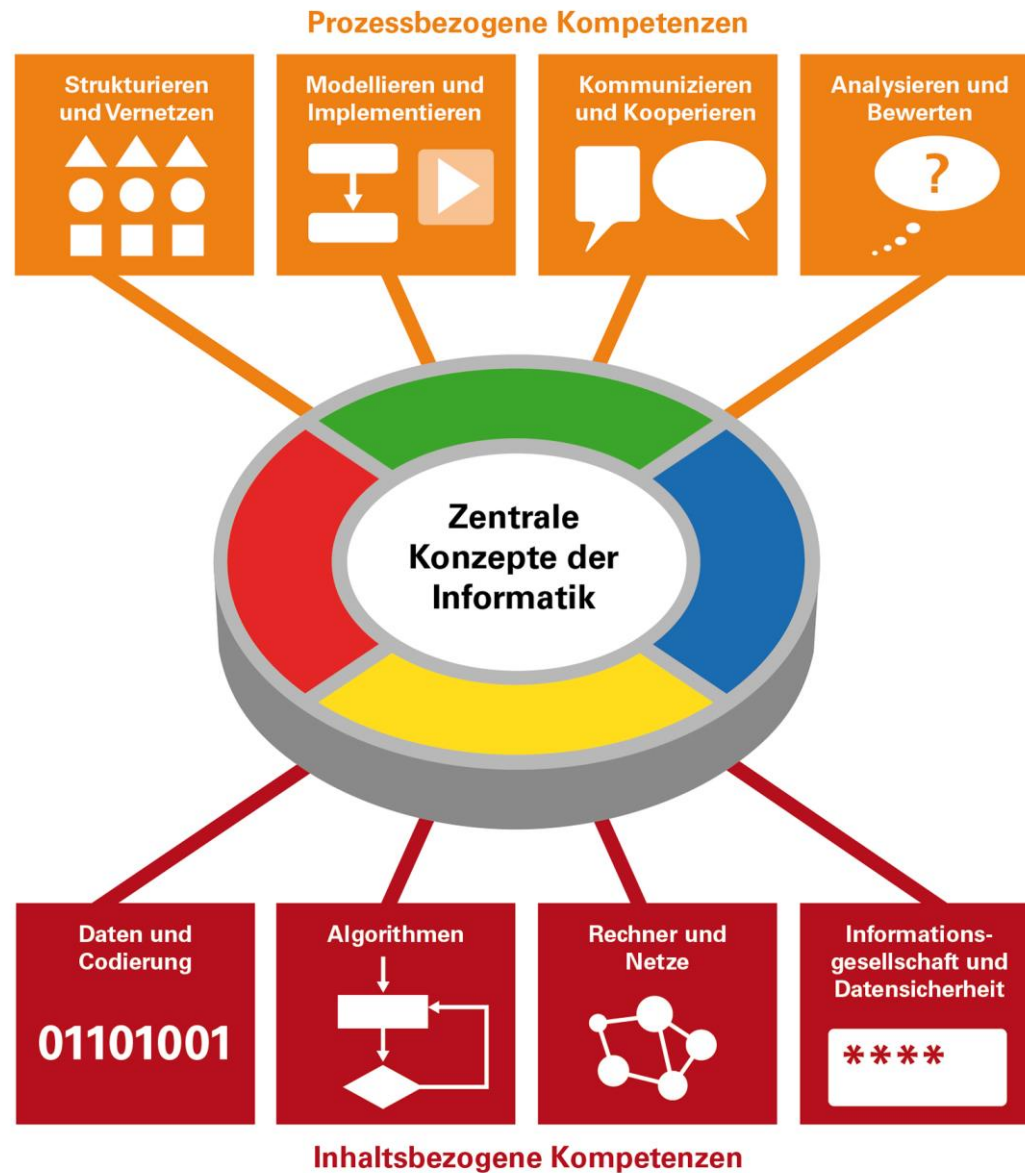 Prozessbezogene Kompetenzen
Strukturieren
und Vernetzen
Modellieren und
Implementieren
Kommunizieren
und Kooperieren
Analysieren und
Bewerten
?
Zentrale
Konzepte der
Informatik
Daten und
Codierung
01101001
Algorithmen
Rechner und
Netze
Informations-
gesellschaft und
Datensicherheit
****
Inhaltsbezogene Kompetenzen